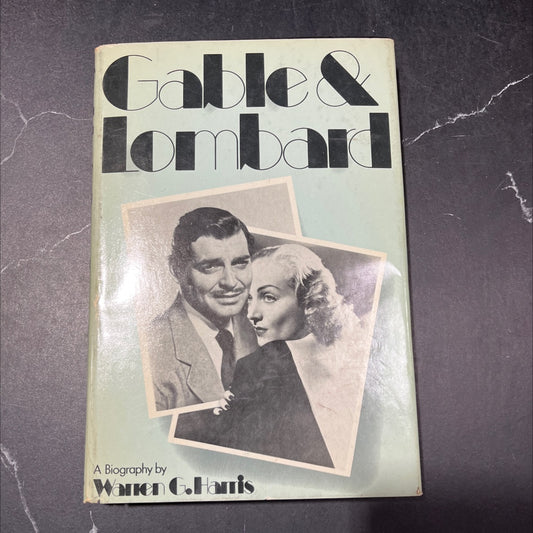 Gable &
Lombard
A Biography by
Warren G. Harris